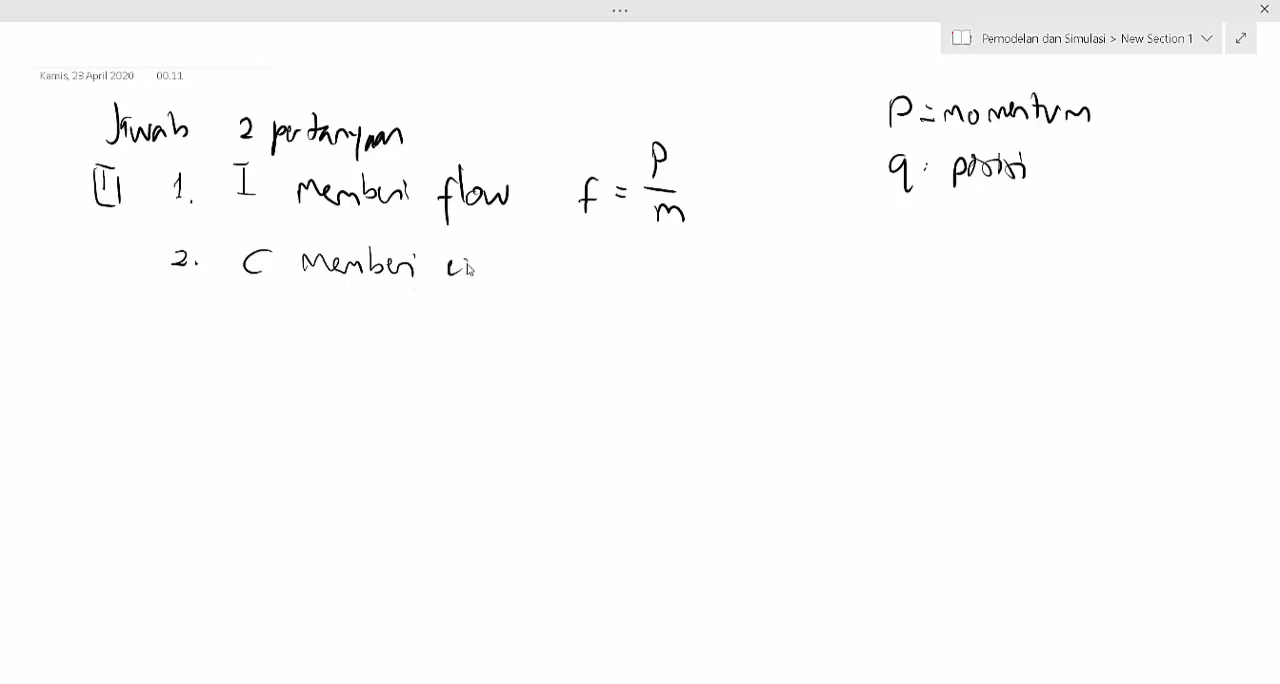 Pemodelan dan Simulasi > New Section 1
Kamis, 23 April 2020 00.11
Jawab 2 pertanyaan
P = momentum
q : posisi
1 1. I memberi flow f = P/m
2. C memberi